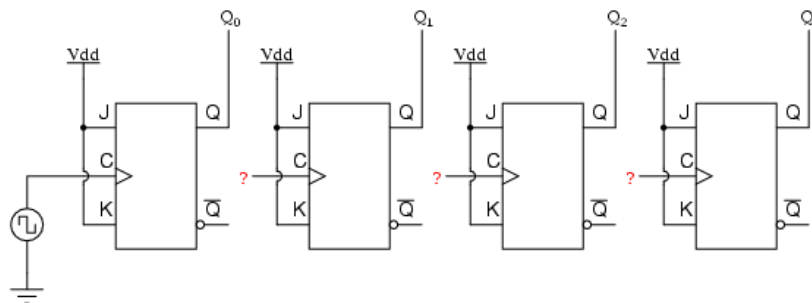 Q0 Q1 Q2 Q
Vdd Vdd Vdd Vdd
J Q J Q J Q J Q
C ? C ? C ? C
K Q̅ K Q̅ K Q̅ K Q̅